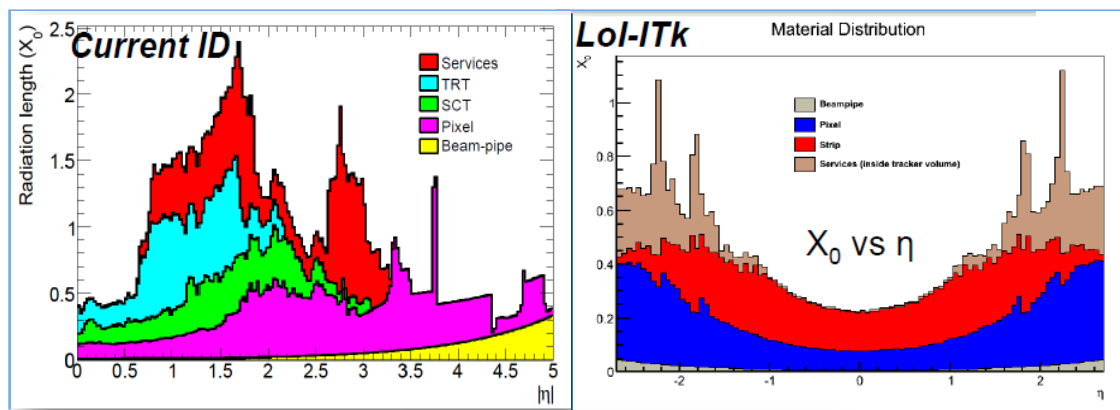 Current ID
Radiation length (X0)
2.5
2
1.5
1
0.5
0
Services
TRT
SCT
Pixel
Beam-pipe
0 0.5 1 1.5 2 2.5 3 3.5 4 4.5 5
|η|
LoI-ITk
Material Distribution
X0
1
0.8
0.6
0.4
0.2
0
Beampipe
Pixel
Strip
Services (inside tracker volume)
X0 vs η
-2 -1 0 1 2
η